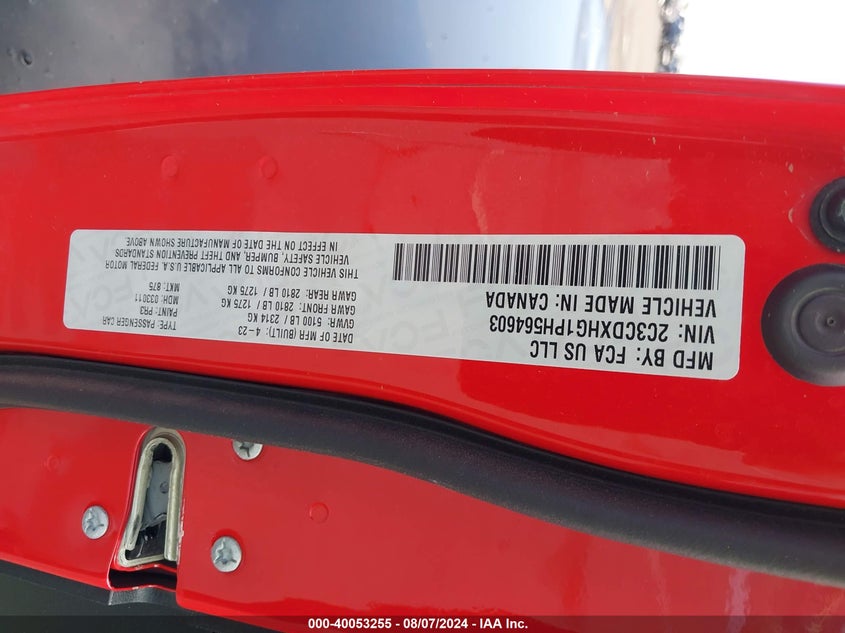 MFD BY: FCA US LLC
VIN: 2C3CDXHG1PH564603
VEHICLE MADE IN: CANADA
DATE OF MFR (BUILT): 4-23
GVWR: 5100 LB / 2314 KG
GAWR FRONT: 2810 LB / 1275 KG
GAWR REAR: 2810 LB / 1275 KG
THIS VEHICLE CONFORMS TO ALL APPLICABLE U.S.A. FEDERAL MOTOR
VEHICLE SAFETY, BUMPER, AND THEFT PREVENTION STANDARDS
IN EFFECT ON THE DATE OF MANUFACTURE SHOWN ABOVE.
TYPE: PASSENGER CAR
PAINT: PR3
MDH: 033011
MKT: 875
000-40053255 - 08/07/2024 - IAA Inc.